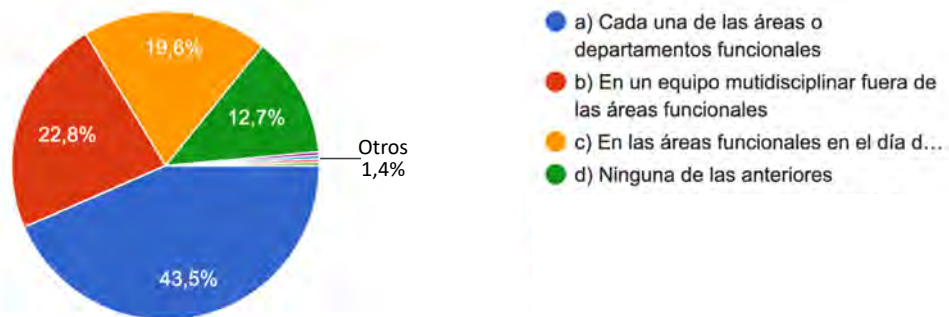 19,6%
22,8%
12,7%
43,5%
Otros
1,4%
a) Cada una de las áreas o
departamentos funcionales
b) En un equipo mutidisciplinar fuera de
las áreas funcionales
c) En las áreas funcionales en el día d...
d) Ninguna de las anteriores